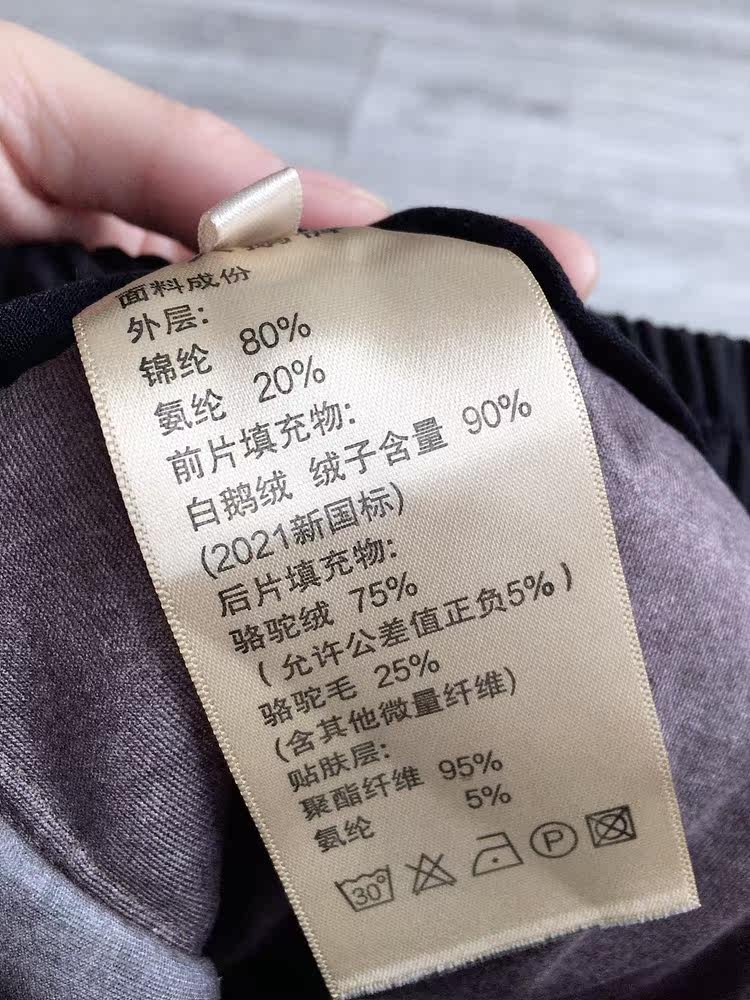 面料成份
外层:
锦纶 80%
氨纶 20%
前片填充物:
白鹅绒 绒子含量 90%
(2021新国标)
后片填充物:
骆驼绒 75%
(允许公差值正负5%)
骆驼毛 25%
(含其他微量纤维)
贴肤层:
聚酯纤维 95%
氨纶 5%
30°
P